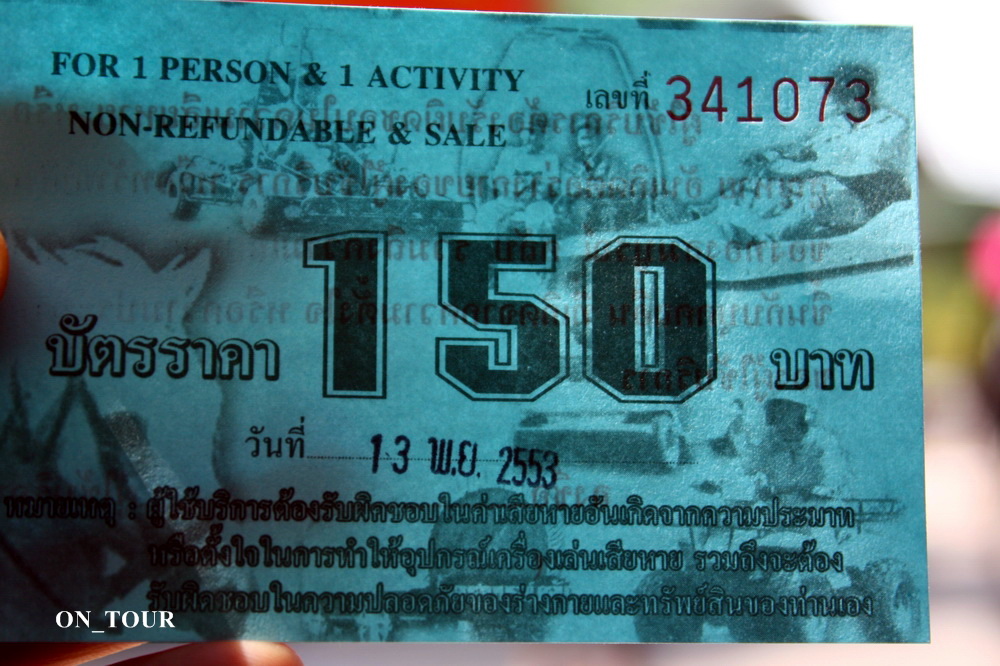 FOR 1 PERSON & 1 ACTIVITY
NON-REFUNDABLE & SALE
เลขที่ 341073
บัตรราคา 150 บาท
วันที่ 13 พ.ย. 2553
หมายเหตุ : ผู้ใช้บริการต้องรับผิดชอบในค่าเสียหายอันเกิดจากความประมาท
หรือตั้งใจในการทำให้อุปกรณ์เครื่องเล่นเสียหาย รวมถึงจะต้อง
รับผิดชอบในความปลอดภัยของร่างกายและทรัพย์สินของท่านเอง
ON_TOUR